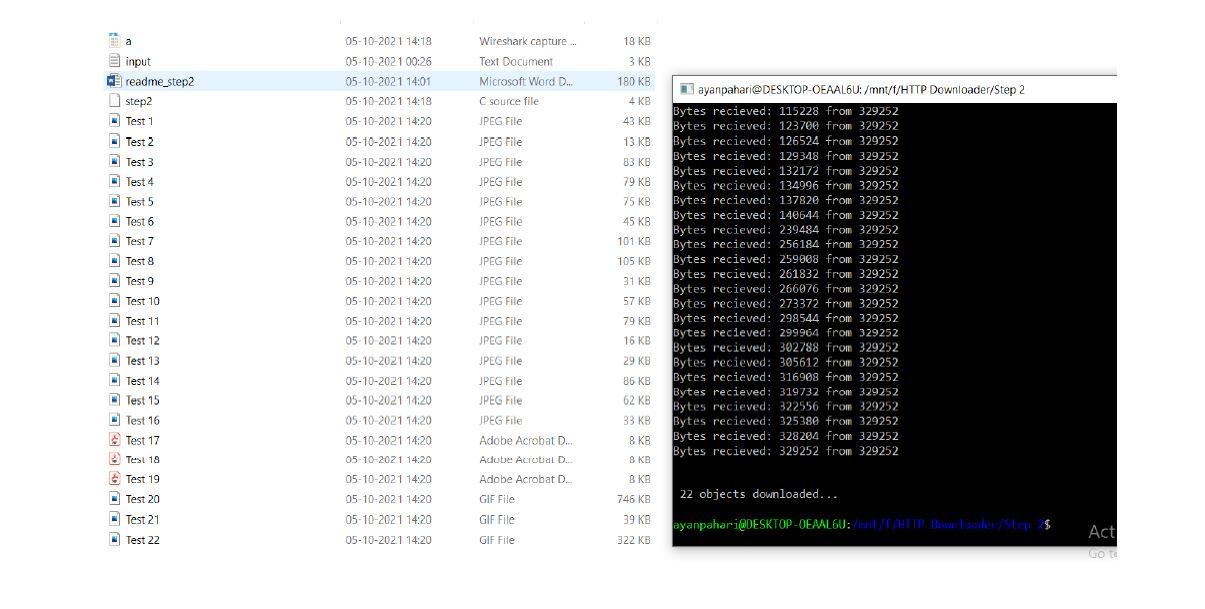 a 05-10-2021 14:18 Wireshark capture ... 18 KB
input 05-10-2021 00:26 Text Document 3 KB
readme_step2 05-10-2021 14:01 Microsoft Word D... 180 KB
step2 05-10-2021 14:18 C source file 4 KB
Test 1 05-10-2021 14:20 JPEG File 43 KB
Test 2 05-10-2021 14:20 JPEG File 13 KB
Test 3 05-10-2021 14:20 JPEG File 83 KB
Test 4 05-10-2021 14:20 JPEG File 79 KB
Test 5 05-10-2021 14:20 JPEG File 75 KB
Test 6 05-10-2021 14:20 JPEG File 45 KB
Test 7 05-10-2021 14:20 JPEG File 101 KB
Test 8 05-10-2021 14:20 JPEG File 105 KB
Test 9 05-10-2021 14:20 JPEG File 31 KB
Test 10 05-10-2021 14:20 JPEG File 57 KB
Test 11 05-10-2021 14:20 JPEG File 79 KB
Test 12 05-10-2021 14:20 JPEG File 16 KB
Test 13 05-10-2021 14:20 JPEG File 29 KB
Test 14 05-10-2021 14:20 JPEG File 86 KB
Test 15 05-10-2021 14:20 JPEG File 62 KB
Test 16 05-10-2021 14:20 JPEG File 33 KB
Test 17 05-10-2021 14:20 Adobe Acrobat D... 8 KB
Test 18 05-10-2021 14:20 Adobe Acrobat D... 8 KB
Test 19 05-10-2021 14:20 Adobe Acrobat D... 8 KB
Test 20 05-10-2021 14:20 GIF File 746 KB
Test 21 05-10-2021 14:20 GIF File 39 KB
Test 22 05-10-2021 14:20 GIF File 322 KB
ayanpahari@DESKTOP-OEAAL6U: /mnt/f/HTTP Downloader/Step 2
Bytes recieved: 115228 from 329252
Bytes recieved: 123700 from 329252
Bytes recieved: 126524 from 329252
Bytes recieved: 129348 from 329252
Bytes recieved: 132172 from 329252
Bytes recieved: 134996 from 329252
Bytes recieved: 137820 from 329252
Bytes recieved: 140644 from 329252
Bytes recieved: 239484 from 329252
Bytes recieved: 256184 from 329252
Bytes recieved: 259008 from 329252
Bytes recieved: 261832 from 329252
Bytes recieved: 266076 from 329252
Bytes recieved: 273372 from 329252
Bytes recieved: 298544 from 329252
Bytes recieved: 299964 from 329252
Bytes recieved: 302788 from 329252
Bytes recieved: 305612 from 329252
Bytes recieved: 316908 from 329252
Bytes recieved: 319732 from 329252
Bytes recieved: 322556 from 329252
Bytes recieved: 325380 from 329252
Bytes recieved: 328204 from 329252
Bytes recieved: 329252 from 329252
22 objects downloaded...
ayanpahari@DESKTOP-OEAAL6U:/mnt/f/HTTP Downloader/Step 2$
Act
Go to